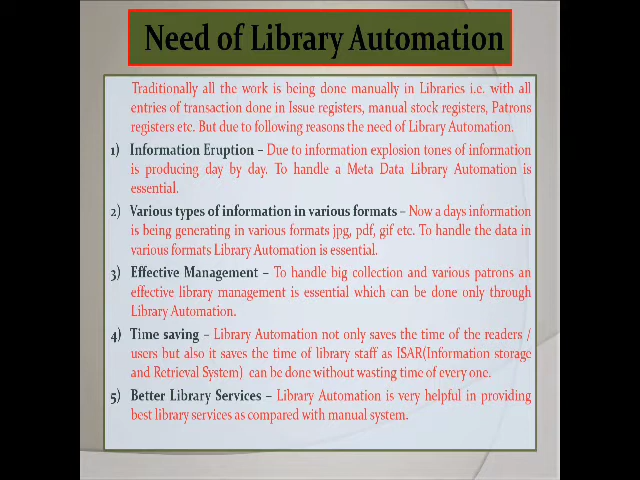 Need of Library Automation
Traditionally all the work is being done manually in Libraries i.e. with all
entries of transaction done in Issue registers, manual stock registers, Patrons
registers etc. But due to following reasons the need of Library Automation.
1) Information Eruption – Due to information explosion tones of information
is producing day by day. To handle a Meta Data Library Automation is
essential.
2) Various types of information in various formats – Now a days information
is being generating in various formats jpg, pdf, gif etc. To handle the data in
various formats Library Automation is essential.
3) Effective Management – To handle big collection and various patrons an
effective library management is essential which can be done only through
Library Automation.
4) Time saving – Library Automation not only saves the time of the readers /
users but also it saves the time of library staff as ISAR(Information storage
and Retrieval System) can be done without wasting time of every one.
5) Better Library Services – Library Automation is very helpful in providing
best library services as compared with manual system.